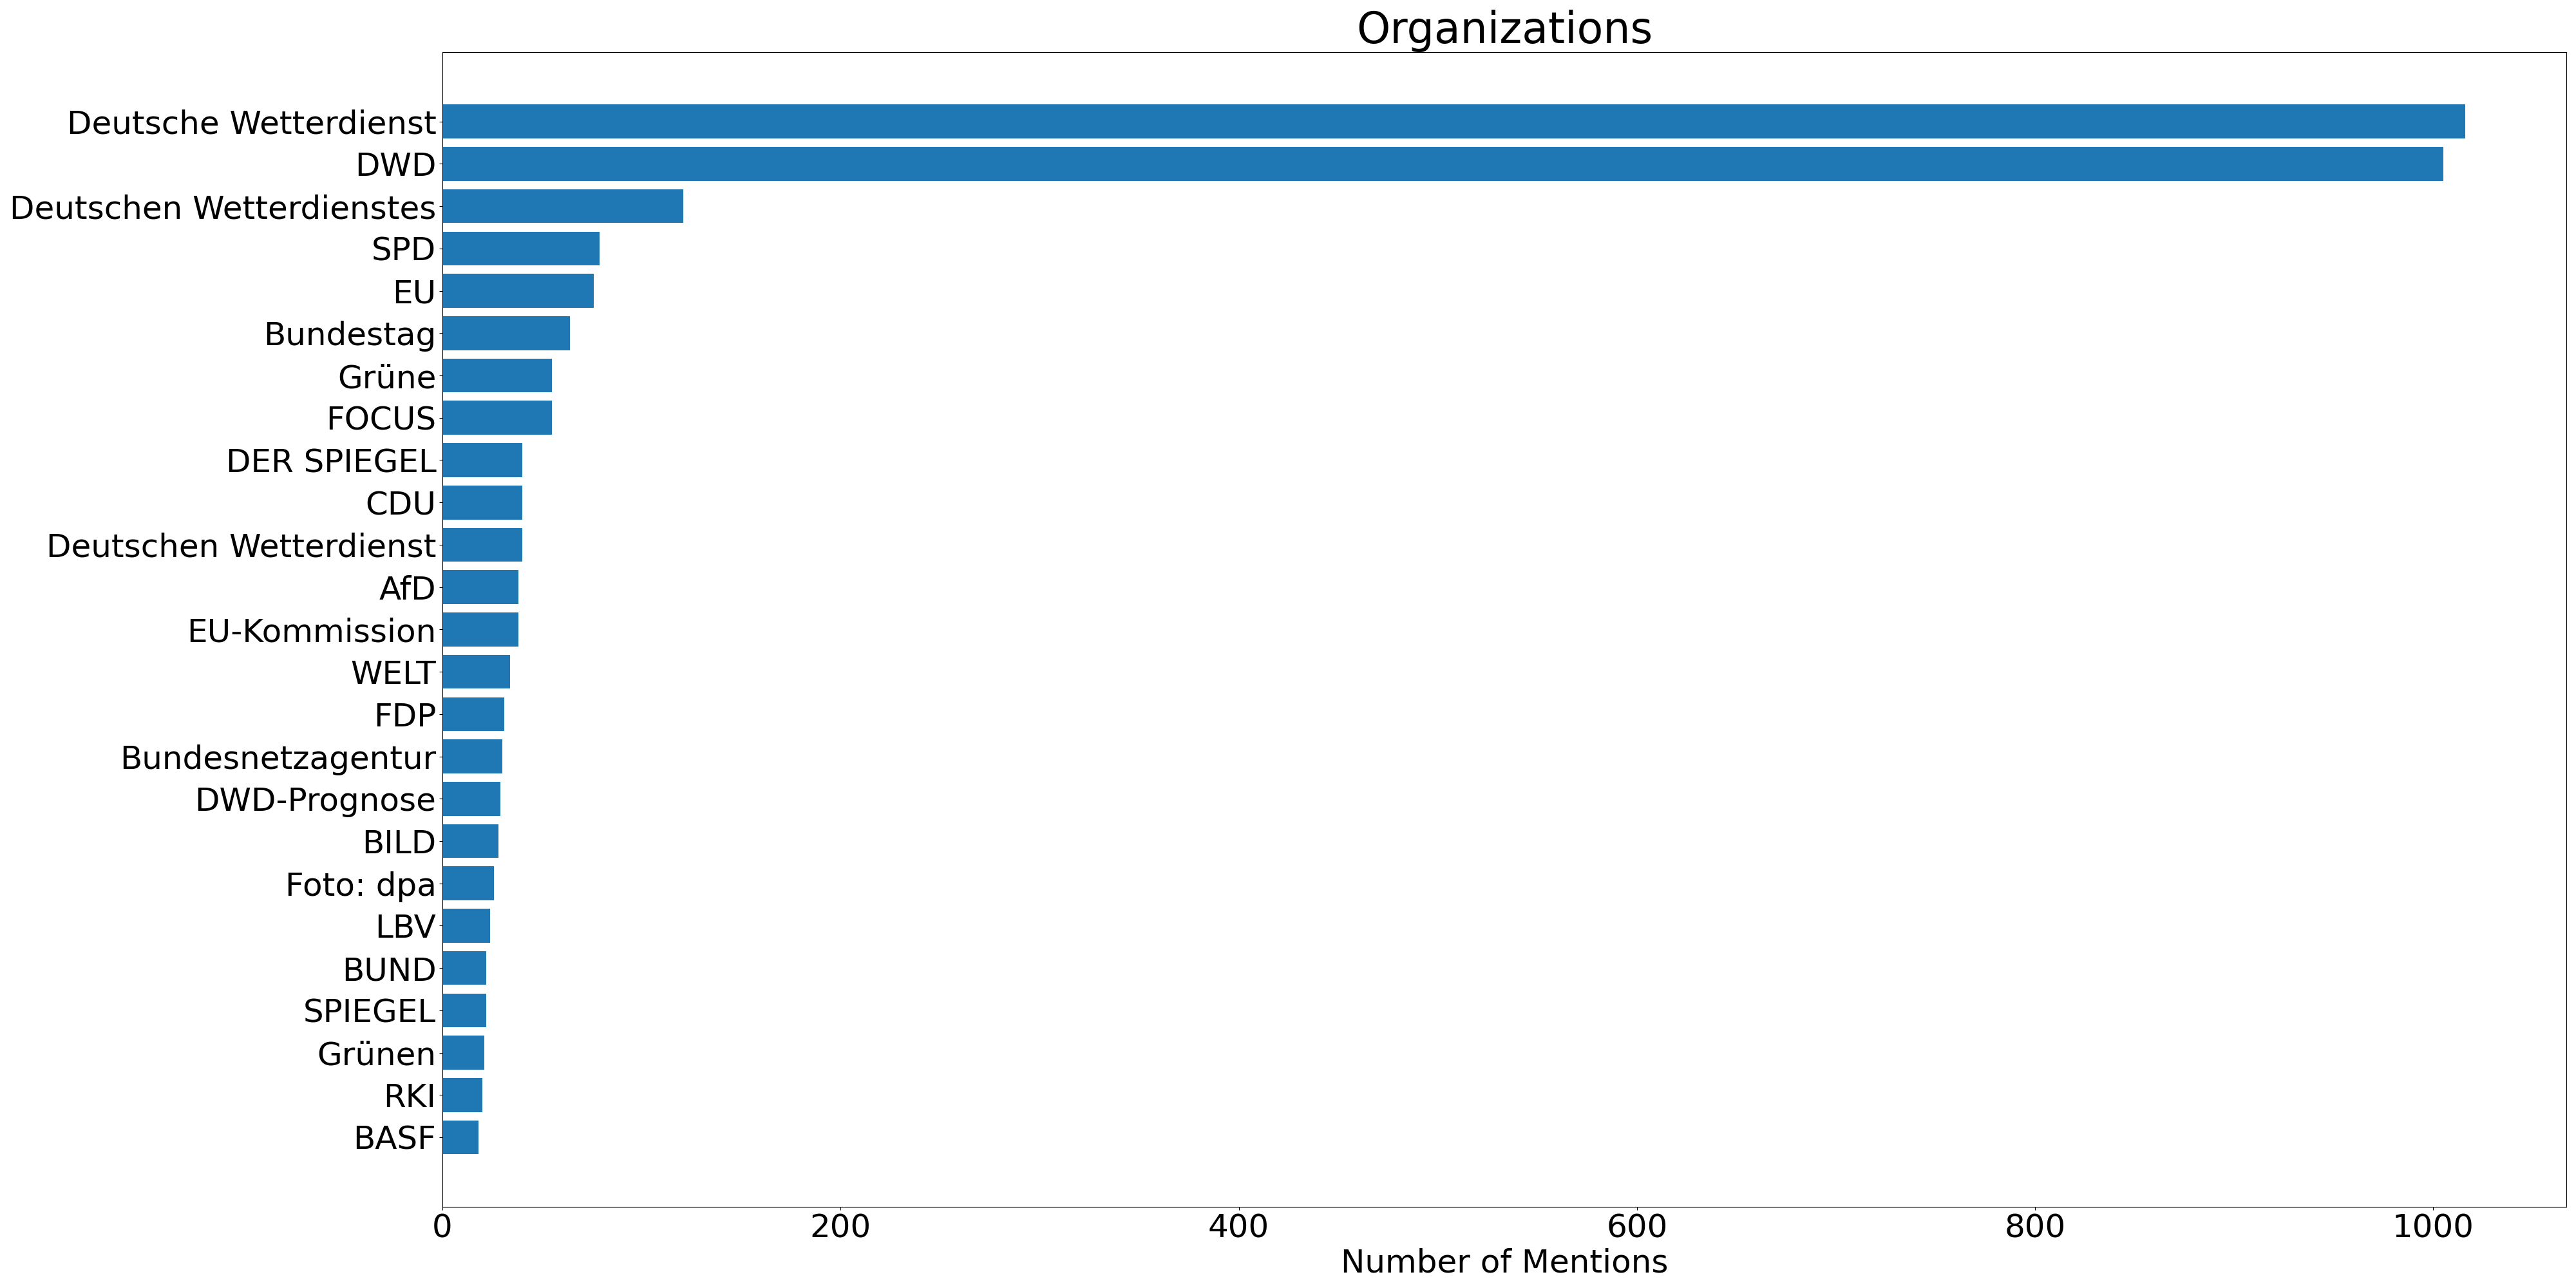 Organizations
Deutsche Wetterdienst
DWD
Deutschen Wetterdienstes
SPD
EU
Bundestag
Grüne
FOCUS
DER SPIEGEL
CDU
Deutschen Wetterdienst
AfD
EU-Kommission
WELT
FDP
Bundesnetzagentur
DWD-Prognose
BILD
Foto: dpa
LBV
BUND
SPIEGEL
Grünen
RKI
BASF
0 200 400 600 800 1000
Number of Mentions